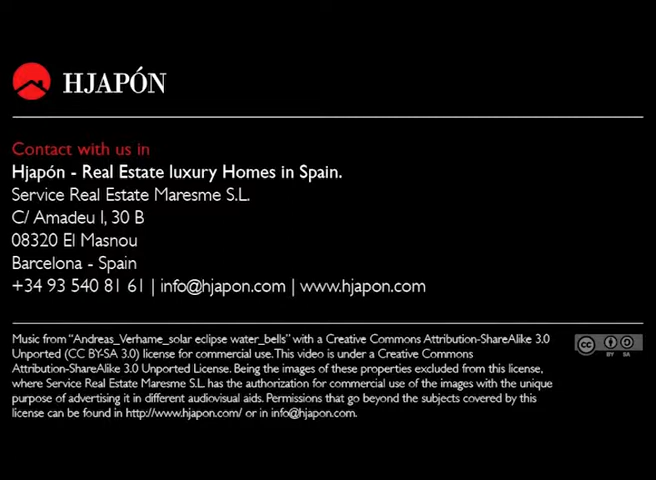 HJAPÓN
Contact with us in
Hjapón - Real Estate luxury Homes in Spain.
Service Real Estate Maresme S.L.
C/ Amadeu I, 30 B
08320 El Masnou
Barcelona - Spain
+34 93 540 81 61 | info@hjapon.com | www.hjapon.com
Music from "Andreas_Verhame_solar eclipse water_bells" with a Creative Commons Attribution-ShareAlike 3.0
Unported (CC BY-SA 3.0) license for commercial use. This video is under a Creative Commons
Attribution-ShareAlike 3.0 Unported License. Being the images of these properties excluded from this license,
where Service Real Estate Maresme S.L. has the authorization for commercial use of the images with the unique
purpose of advertising it in different audiovisual aids. Permissions that go beyond the subjects covered by this
license can be found in http://www.hjapon.com/ or in info@hjapon.com.
cc
BY SA